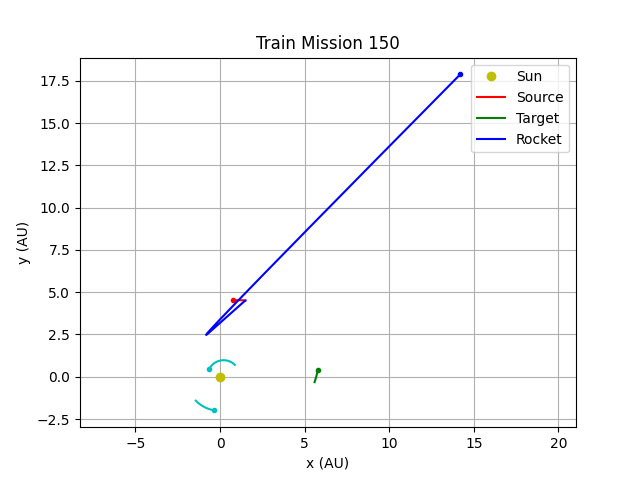 Train Mission 150
Sun
Source
Target
Rocket
17.5
15.0
12.5
10.0
7.5
5.0
2.5
0.0
−2.5
y (AU)
−5 0 5 10 15 20
x (AU)